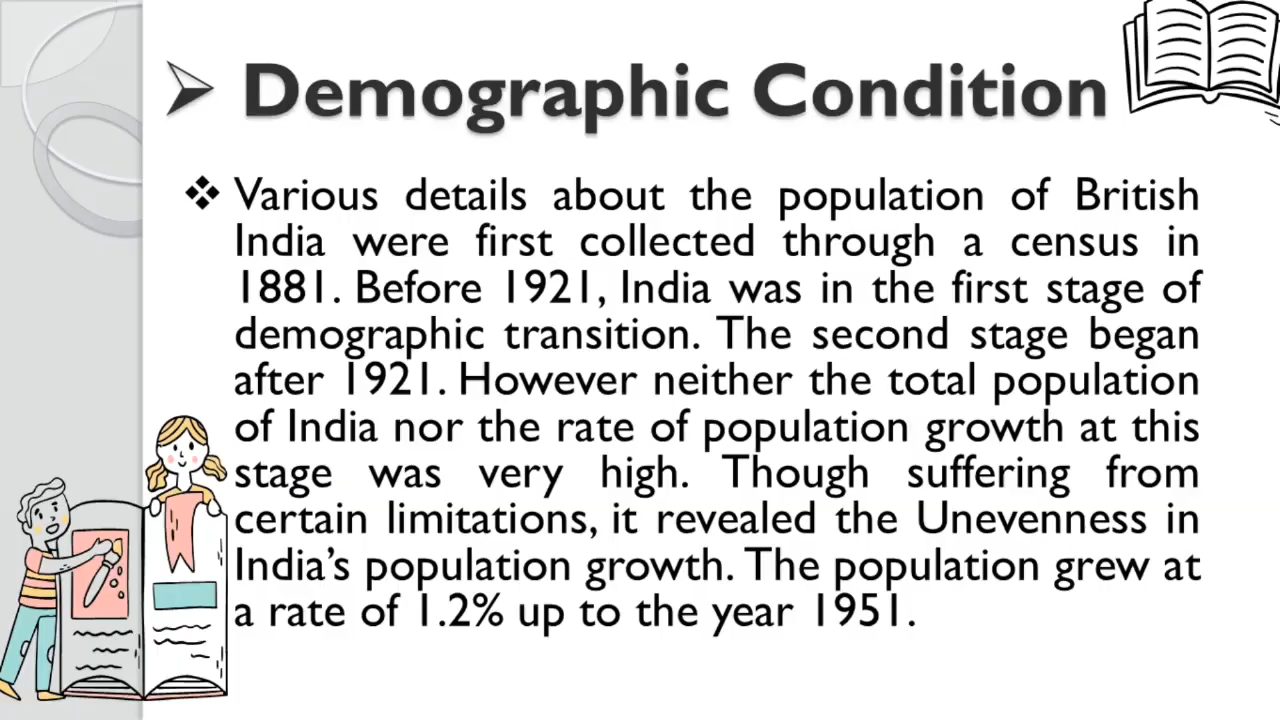 Demographic Condition
Various details about the population of British
India were first collected through a census in
1881. Before 1921, India was in the first stage of
demographic transition. The second stage began
after 1921. However neither the total population
of India nor the rate of population growth at this
stage was very high. Though suffering from
certain limitations, it revealed the Unevenness in
India’s population growth. The population grew at
a rate of 1.2% up to the year 1951.